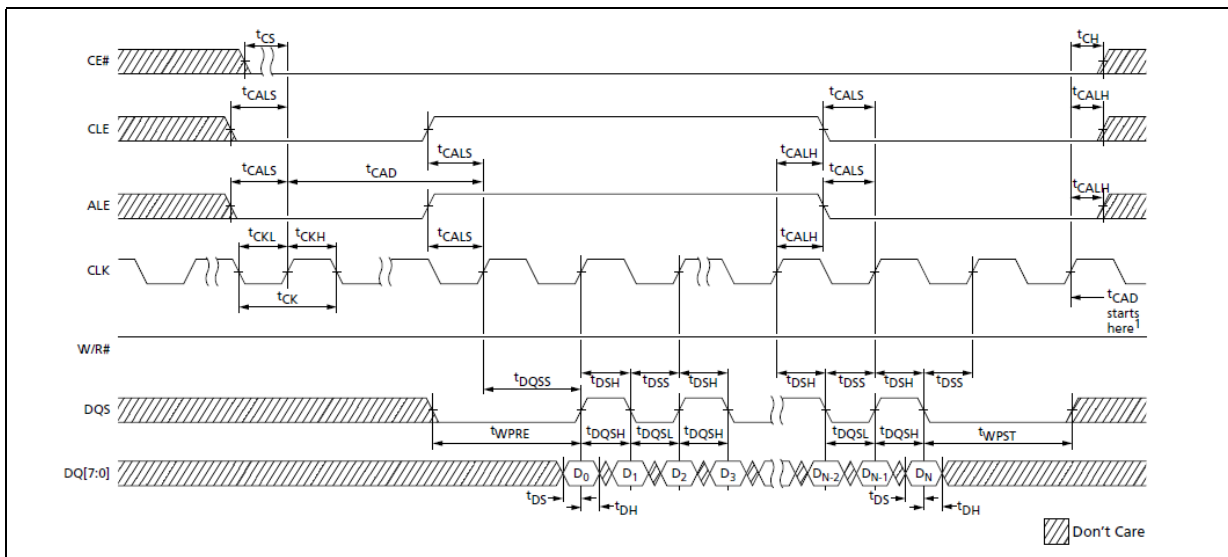 tCS tCH
CE#
tCALS tCALS tCALH
CLE
tCALS tCALH
tCALS tCAD tCALS tCALH
ALE
tCKL tCKH tCALS tCALH
CLK
tCK tCAD
starts
here1
W/R#
tDQSS tDSH tDSS tDSH tDSH tDSS tDSH tDSS
DQS
tWPRE tDQSH tDQSL tDQSH tDQSL tDQSH tWPST
DQ[7:0] D0 D1 D2 D3 DN-2 DN-1 DN
tDS tDH tDS tDH
Don't Care